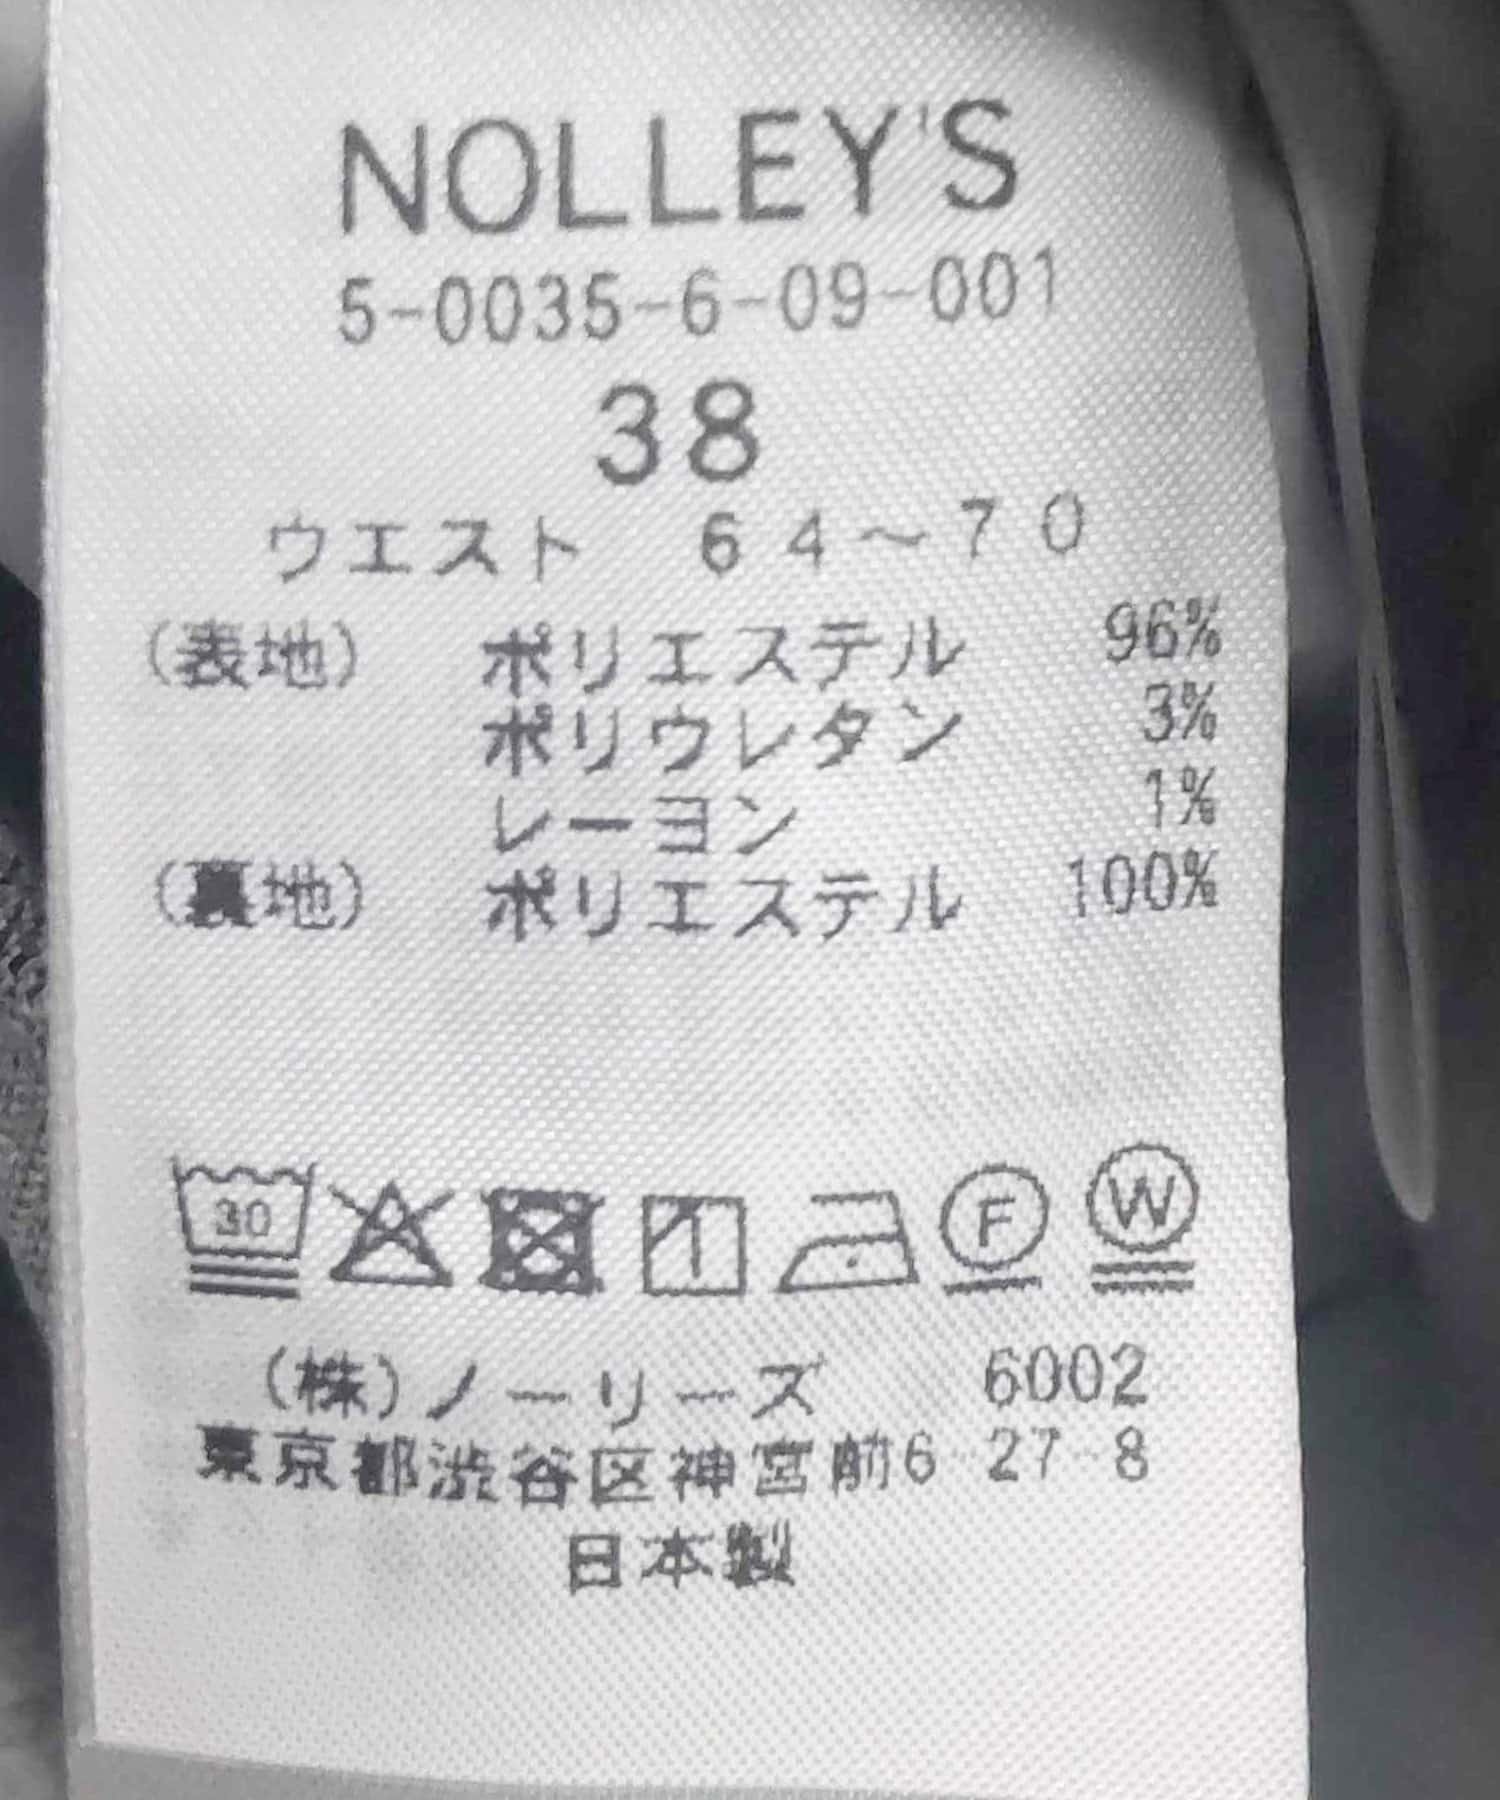 NOLLEY'S
5-0035-6-09-001
38
ウエスト 64～70
(表地) ポリエステル 96%
ポリウレタン 3%
レーヨン 1%
(裏地) ポリエステル 100%
30 F W
(株)ノーリーズ 6002
東京都渋谷区神宮前6-27-8
日本製